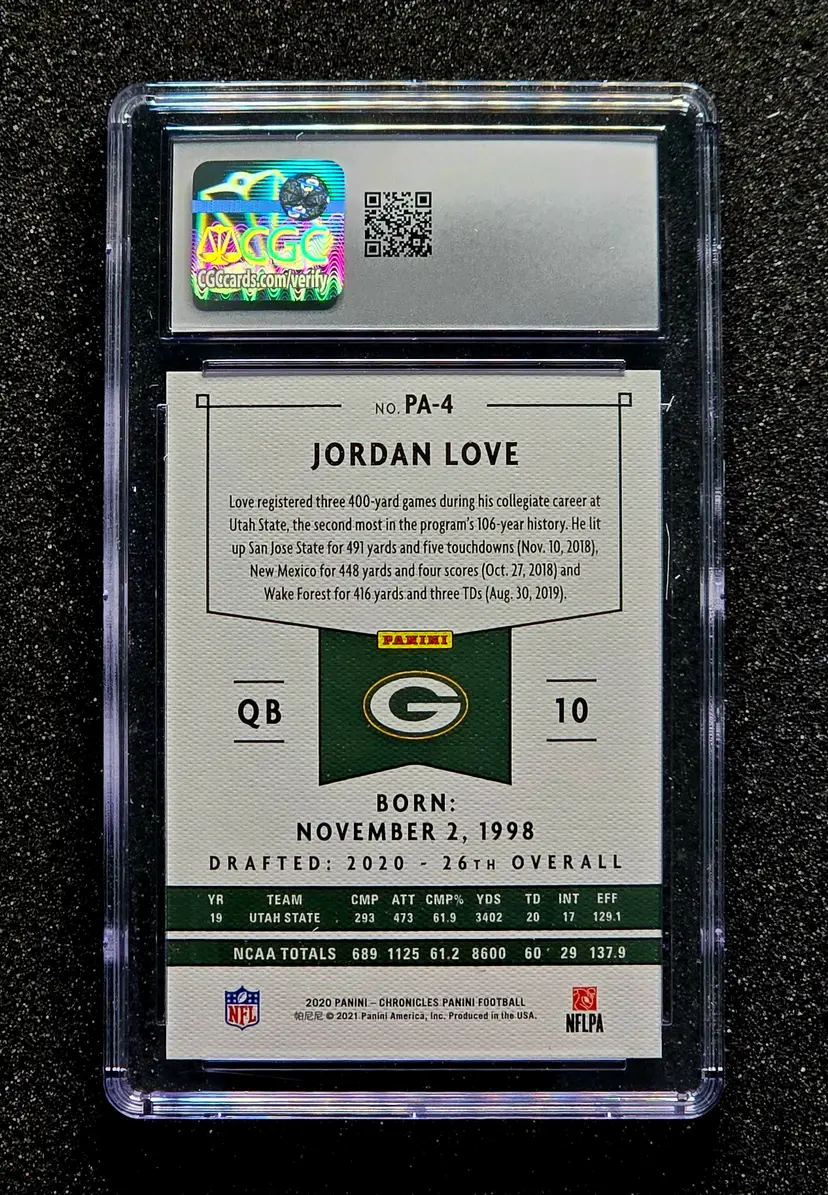 CGC
CGCcards.com/verify
NO. PA-4
JORDAN LOVE
Love registered three 400-yard games during his collegiate career at
Utah State, the second most in the program's 106-year history. He lit
up San Jose State for 491 yards and five touchdowns (Nov. 10, 2018),
New Mexico for 448 yards and four scores (Oct. 27, 2018) and
Wake Forest for 416 yards and three TDs (Aug. 30, 2019).
PANINI
G
QB 10
BORN:
NOVEMBER 2, 1998
DRAFTED: 2020 - 26TH OVERALL
YR TEAM CMP ATT CMP% YDS TD INT EFF
19 UTAH STATE 293 473 61.9 3402 20 17 129.1
NCAA TOTALS 689 1125 61.2 8600 60 29 137.9
2020 PANINI – CHRONICLES PANINI FOOTBALL
帕尼尼 © 2021 Panini America, Inc. Produced in the USA.
NFL
NFLPA